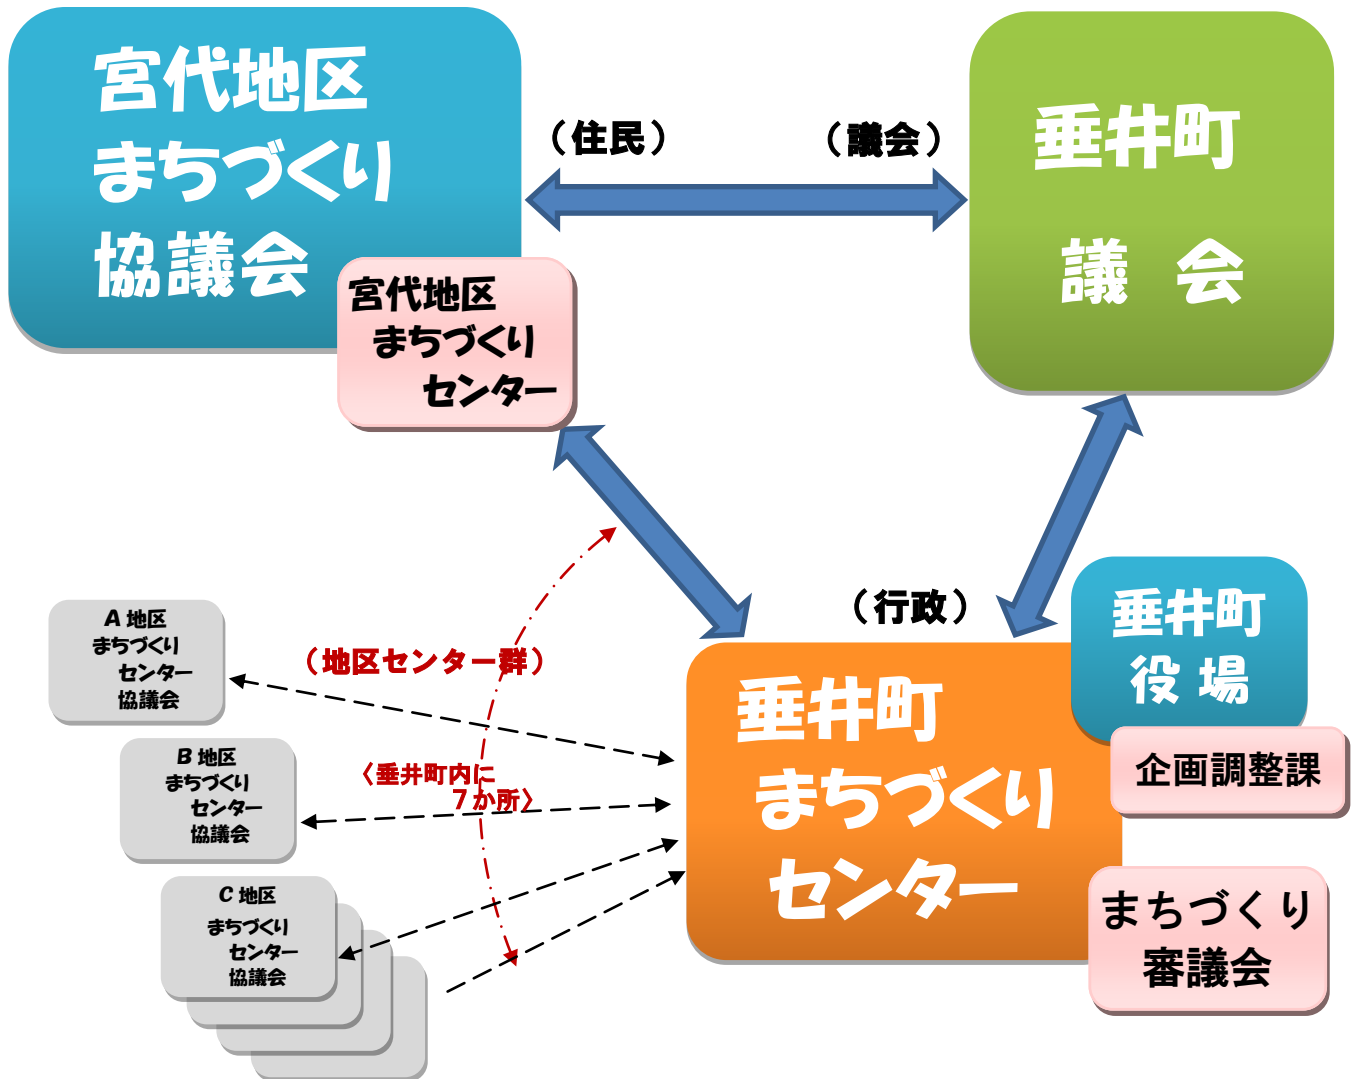 宮代地区
まちづくり
協議会
宮代地区
まちづくり
センター
（住民）
（議会）
垂井町
議　会
（行政）
垂井町
役 場
企画調整課
垂井町
まちづくり
センター
まちづくり
審議会
（地区センター群）
〈垂井町内に
７か所〉
A 地区
まちづくり
センター
協議会
B 地区
まちづくり
センター
協議会
C 地区
まちづくり
センター
協議会